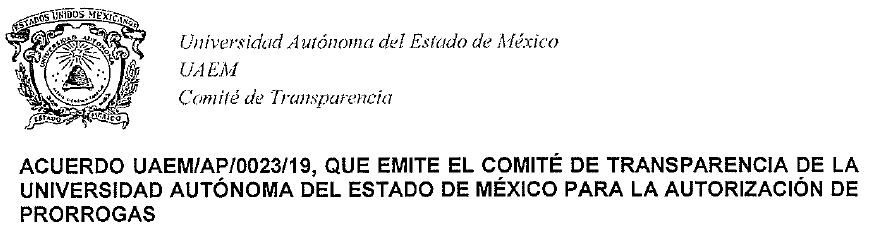 ESTADOS UNIDOS MEXICANOS
UNIVERSIDAD AUTÓNOMA
ESTADO MÉXICO
Universidad Autónoma del Estado de México
UAEM
Comité de Transparencia
ACUERDO UAEM/AP/0023/19, QUE EMITE EL COMITÉ DE TRANSPARENCIA DE LA
UNIVERSIDAD AUTÓNOMA DEL ESTADO DE MÉXICO PARA LA AUTORIZACIÓN DE
PRORROGAS